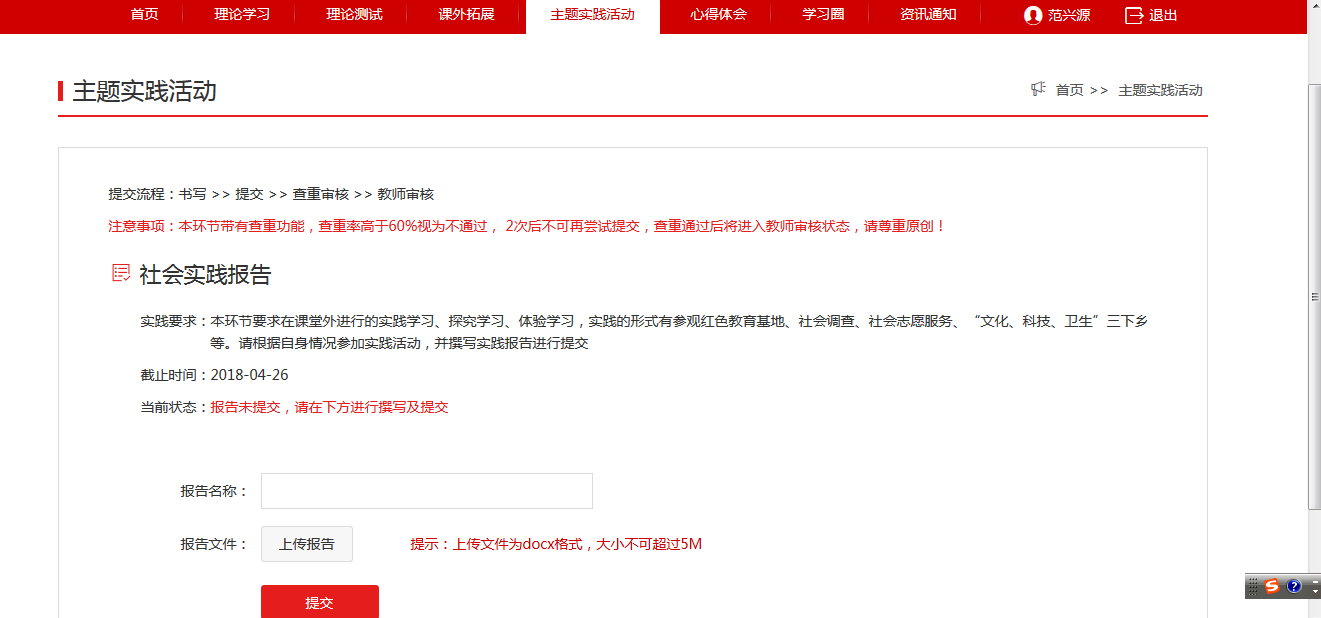 首页 理论学习 理论测试 课外拓展 主题实践活动 心得体会 学习圈 资讯通知 范兴源 退出
主题实践活动
首页 >> 主题实践活动
提交流程：书写 >> 提交 >> 查重审核 >> 教师审核
注意事项：本环节带有查重功能，查重率高于60%视为不通过， 2次后不可再尝试提交，查重通过后将进入教师审核状态，请尊重原创！
社会实践报告
实践要求：本环节要求在课堂外进行的实践学习、探究学习、体验学习，实践的形式有参观红色教育基地、社会调查、社会志愿服务、“文化、科技、卫生”三下乡
等。请根据自身情况参加实践活动，并撰写实践报告进行提交
截止时间：2018-04-26
当前状态：报告未提交，请在下方进行撰写及提交
报告名称：
报告文件： 上传报告 提示：上传文件为docx格式，大小不可超过5M
提交